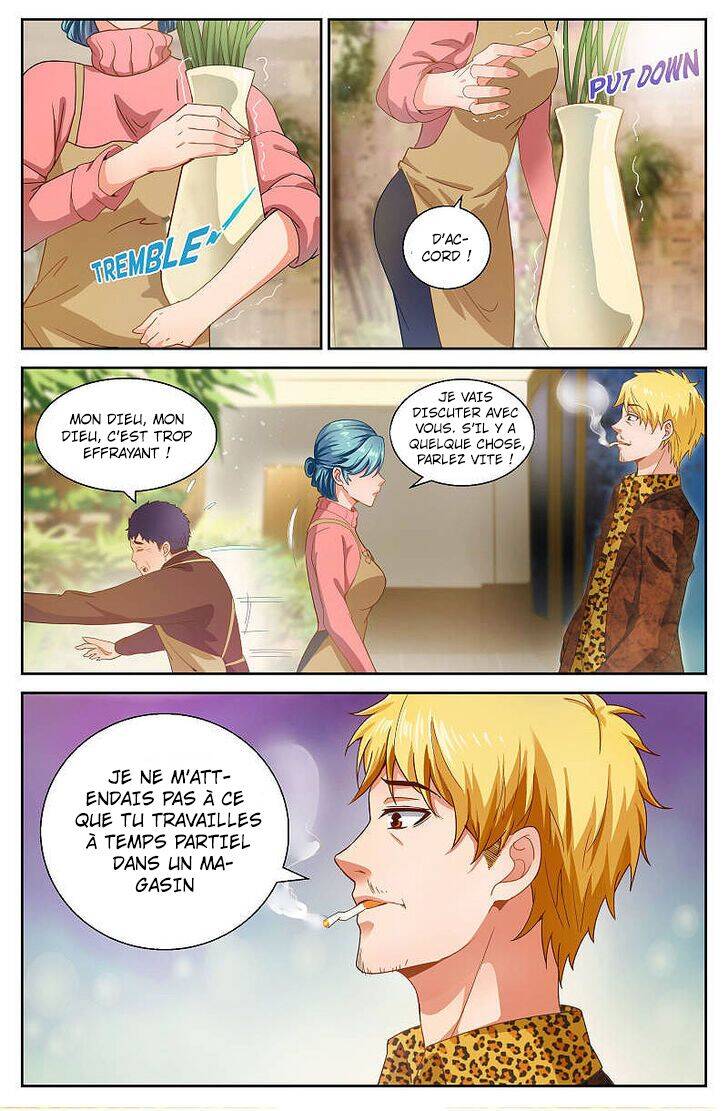 TREMBLE
PUT DOWN
D'AC-
CORD !
MON DIEU, MON
DIEU, C'EST TROP
EFFRAYANT !
JE VAIS
DISCUTER AVEC
VOUS. S'IL Y A
QUELQUE CHOSE,
PARLEZ VITE !
JE NE M'ATT-
ENDAIS PAS À CE
QUE TU TRAVAILLES
À TEMPS PARTIEL
DANS UN MA-
GASIN